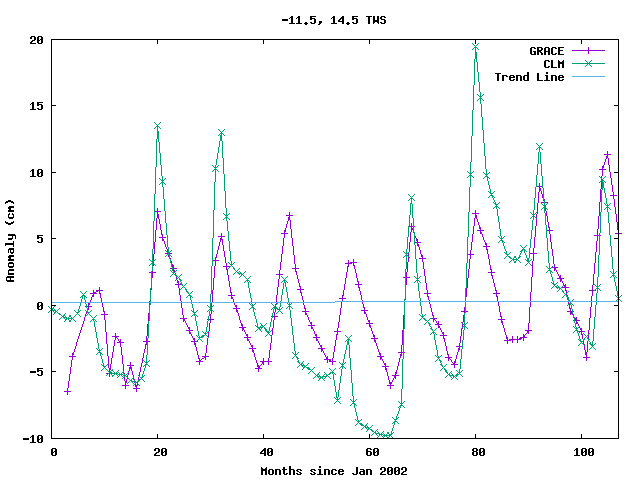 -11.5, 14.5 TWS
GRACE
CLM
Trend Line
20
15
10
5
0
-5
-10
Anomaly (cm)
0 20 40 60 80 100
Months since Jan 2002